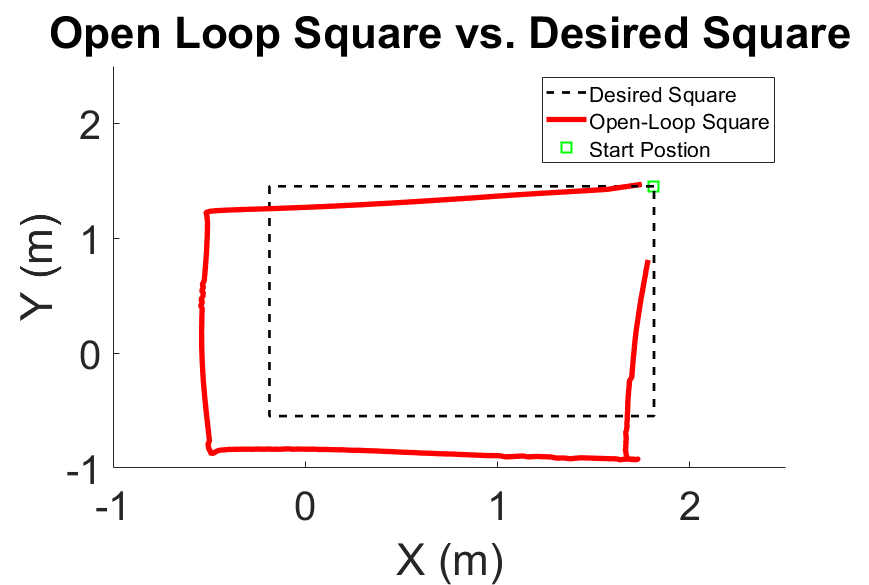 Open Loop Square vs. Desired Square
Desired Square
Open-Loop Square
Start Postion
Y (m)
2
1
0
-1
-1
0
1
2
X (m)